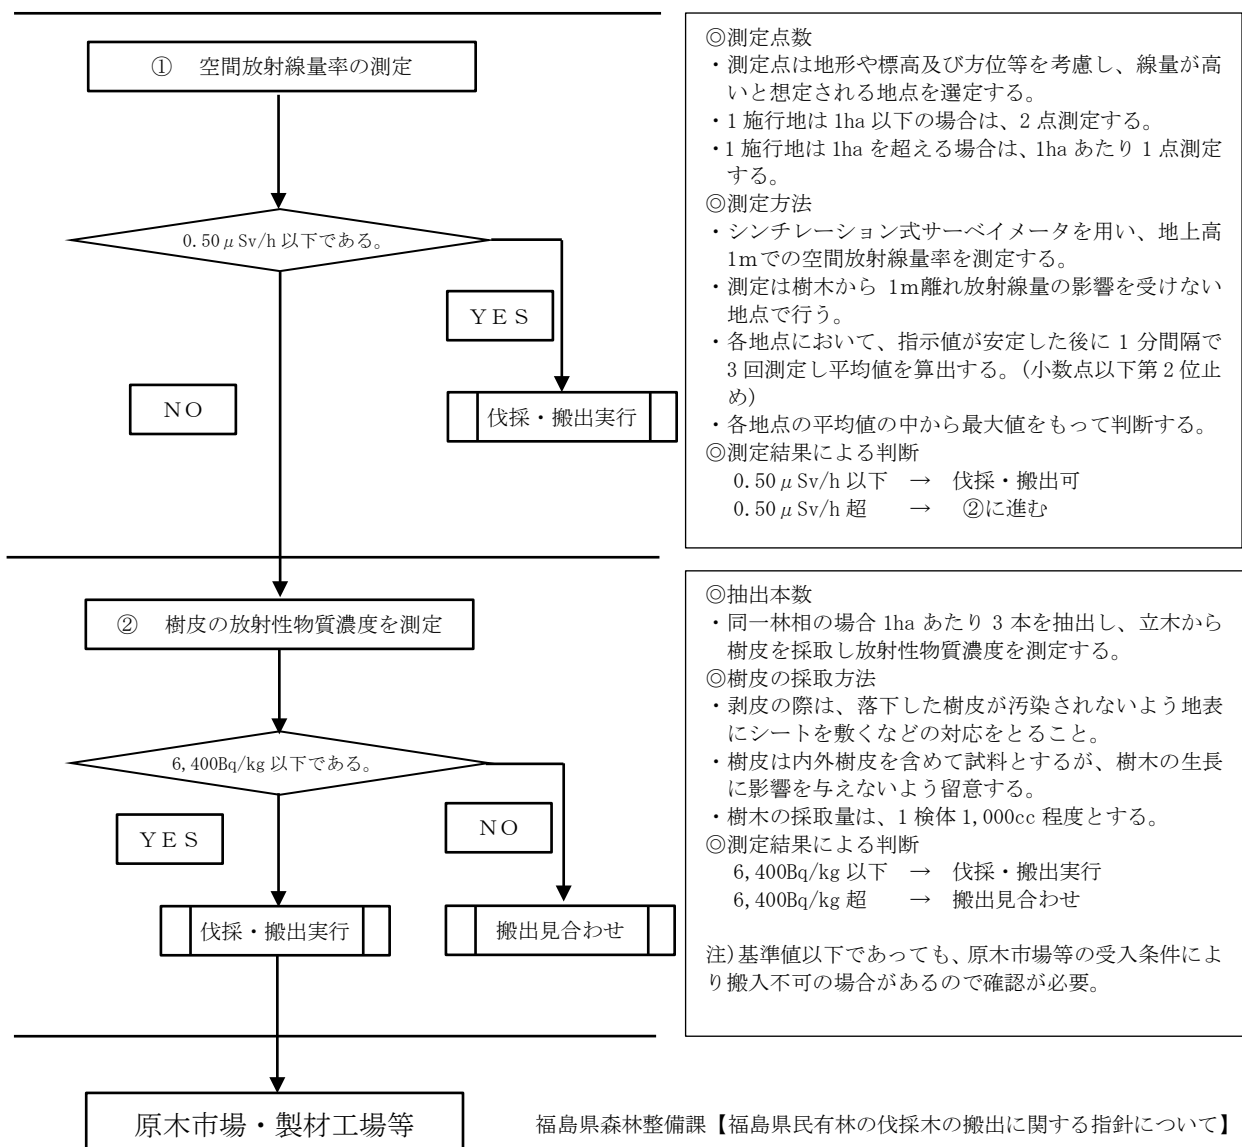 ① 空間放射線量率の測定
0.50μSv/h 以下である。
YES
NO
伐採・搬出実行
◎測定点数
・測定点は地形や標高及び方位等を考慮し、線量が高
いと想定される地点を選定する。
・1 施行地は 1ha 以下の場合は、2 点測定する。
・1 施行地は 1ha を超える場合は、1ha あたり 1 点測定
する。
◎測定方法
・シンチレーション式サーベイメータを用い、地上高
1mでの空間放射線量率を測定する。
・測定は樹木から 1m離れ放射線量の影響を受けない
地点で行う。
・各地点において、指示値が安定した後に 1 分間隔で
3 回測定し平均値を算出する。(小数点以下第 2 位止
め)
・各地点の平均値の中から最大値をもって判断する。
◎測定結果による判断
0.50μSv/h 以下 → 伐採・搬出可
0.50μSv/h 超 → ②に進む
② 樹皮の放射性物質濃度を測定
6,400Bq/kg 以下である。
YES
NO
伐採・搬出実行
搬出見合わせ
◎抽出本数
・同一林相の場合 1ha あたり 3 本を抽出し、立木から
樹皮を採取し放射性物質濃度を測定する。
◎樹皮の採取方法
・剥皮の際は、落下した樹皮が汚染されないよう地表
にシートを敷くなどの対応をとること。
・樹皮は内外樹皮を含めて試料とするが、樹木の生長
に影響を与えないよう留意する。
・樹木の採取量は、1 検体 1,000cc 程度とする。
◎測定結果による判断
6,400Bq/kg 以下 → 伐採・搬出実行
6,400Bq/kg 超 → 搬出見合わせ
注)基準値以下であっても、原木市場等の受入条件によ
り搬入不可の場合があるので確認が必要。
原木市場・製材工場等
福島県森林整備課【福島県民有林の伐採木の搬出に関する指針について】